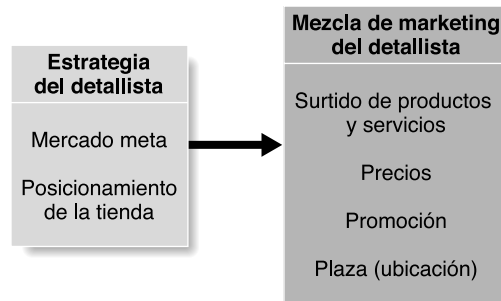 Estrategia
del detallista
Mercado meta
Posicionamiento
de la tienda
Mezcla de marketing
del detallista
Surtido de productos
y servicios
Precios
Promoción
Plaza (ubicación)